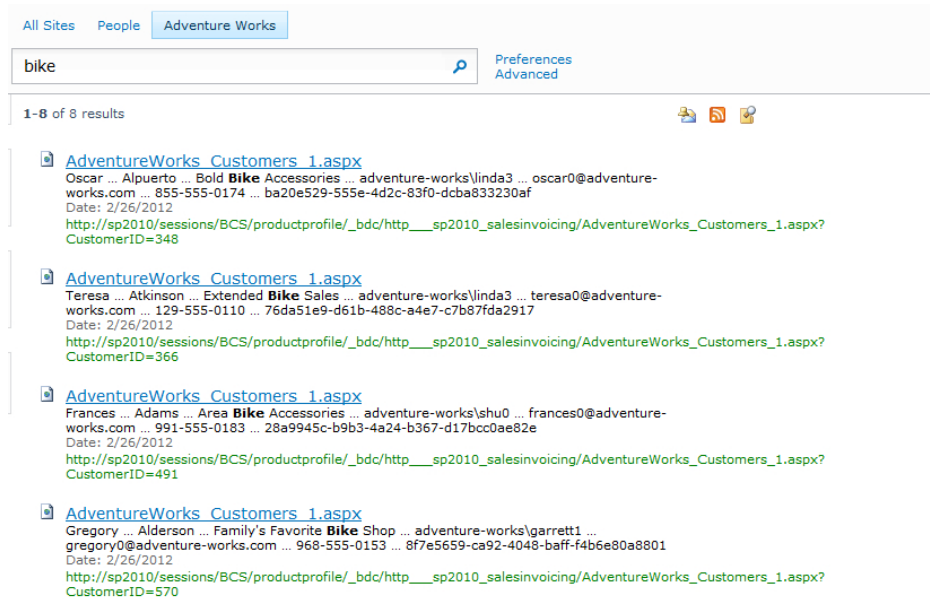 All Sites People Adventure Works
bike
Preferences
Advanced
1-8 of 8 results
AdventureWorks_Customers_1.aspx
Oscar ... Alpuerto ... Bold Bike Accessories ... adventure-works\linda3 ... oscar0@adventure-
works.com ... 855-555-0174 ... ba20e529-555e-4d2c-83f0-dcba833230af
Date: 2/26/2012
http://sp2010/sessions/BCS/productprofile/_bdc/http___sp2010_salesinvoicing/AdventureWorks_Customers_1.aspx?
CustomerID=348
AdventureWorks_Customers_1.aspx
Teresa ... Atkinson ... Extended Bike Sales ... adventure-works\linda3 ... teresa0@adventure-
works.com ... 129-555-0110 ... 76da51e9-d61b-488c-a4e7-c7b87fda2917
Date: 2/26/2012
http://sp2010/sessions/BCS/productprofile/_bdc/http___sp2010_salesinvoicing/AdventureWorks_Customers_1.aspx?
CustomerID=366
AdventureWorks_Customers_1.aspx
Frances ... Adams ... Area Bike Accessories ... adventure-works\shu0 ... frances0@adventure-
works.com ... 991-555-0183 ... 28a9945c-b9b3-4a24-b367-d17bcc0ae82e
Date: 2/26/2012
http://sp2010/sessions/BCS/productprofile/_bdc/http___sp2010_salesinvoicing/AdventureWorks_Customers_1.aspx?
CustomerID=491
AdventureWorks_Customers_1.aspx
Gregory ... Alderson ... Family's Favorite Bike Shop ... adventure-works\garrett1 ...
gregory0@adventure-works.com ... 968-555-0153 ... 8f7e5659-ca92-4048-baff-f4b6e80a8801
Date: 2/26/2012
http://sp2010/sessions/BCS/productprofile/_bdc/http___sp2010_salesinvoicing/AdventureWorks_Customers_1.aspx?
CustomerID=570